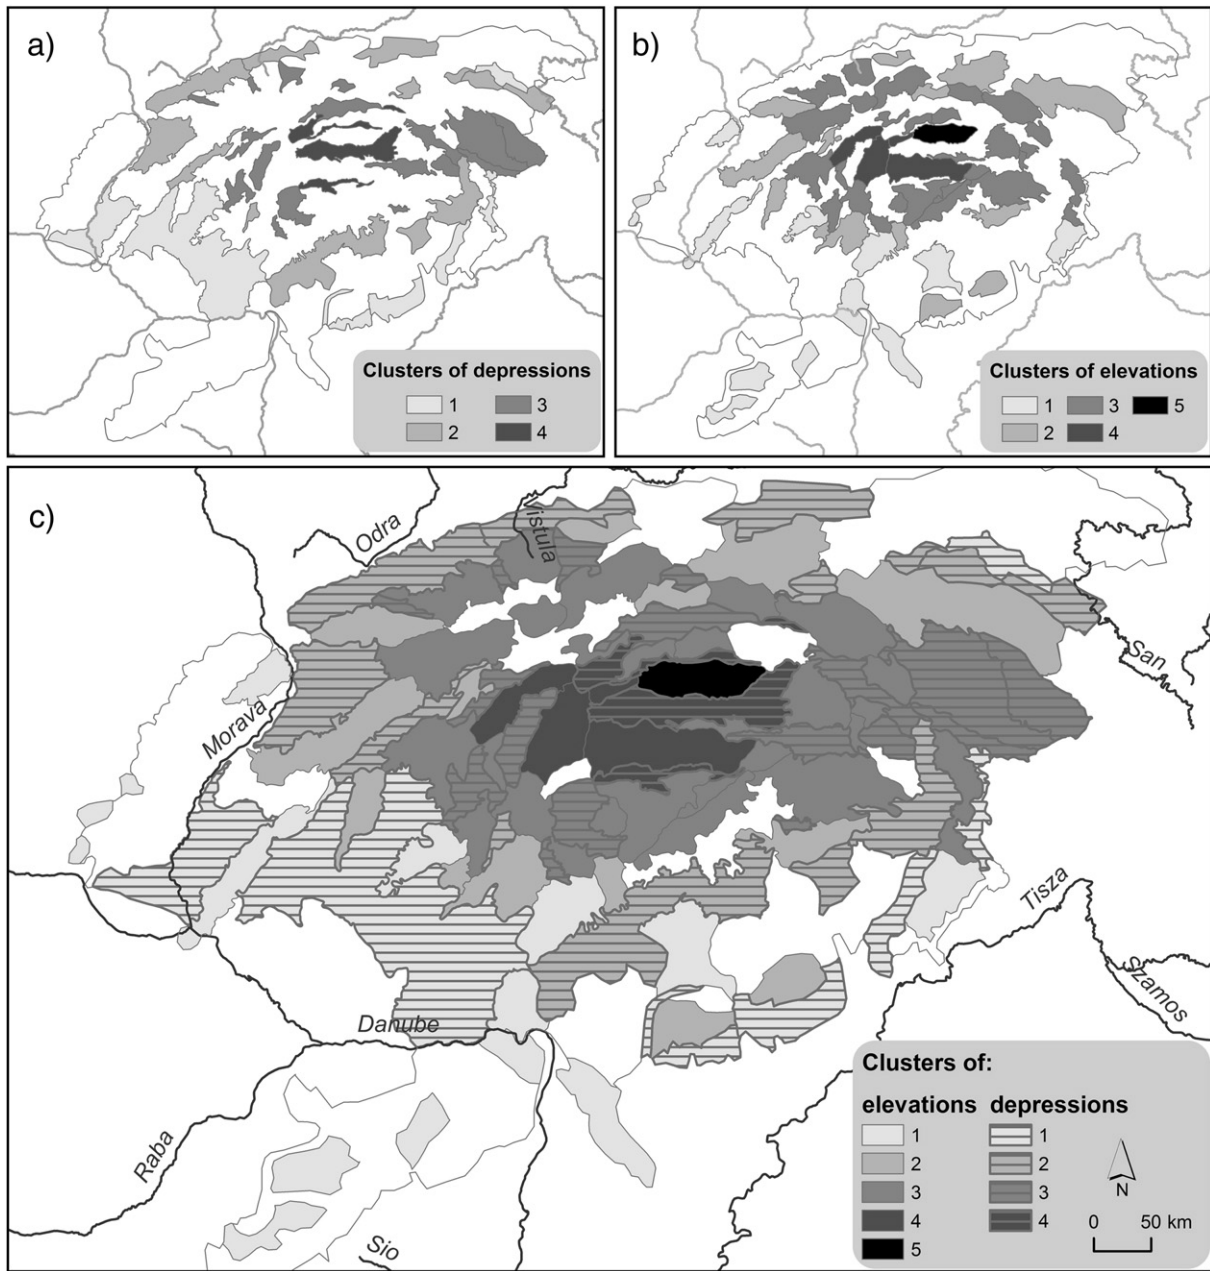 a)
Clusters of depressions
1 3
2 4
b)
Clusters of elevations
1 3 5
2 4
c)
Odra
Vistula
San
Morava
Tisza
Szamos
Danube
Raba
Sio
Clusters of:
elevations depressions
1 1
2 2
3 3
4 4
5
N
0 50 km